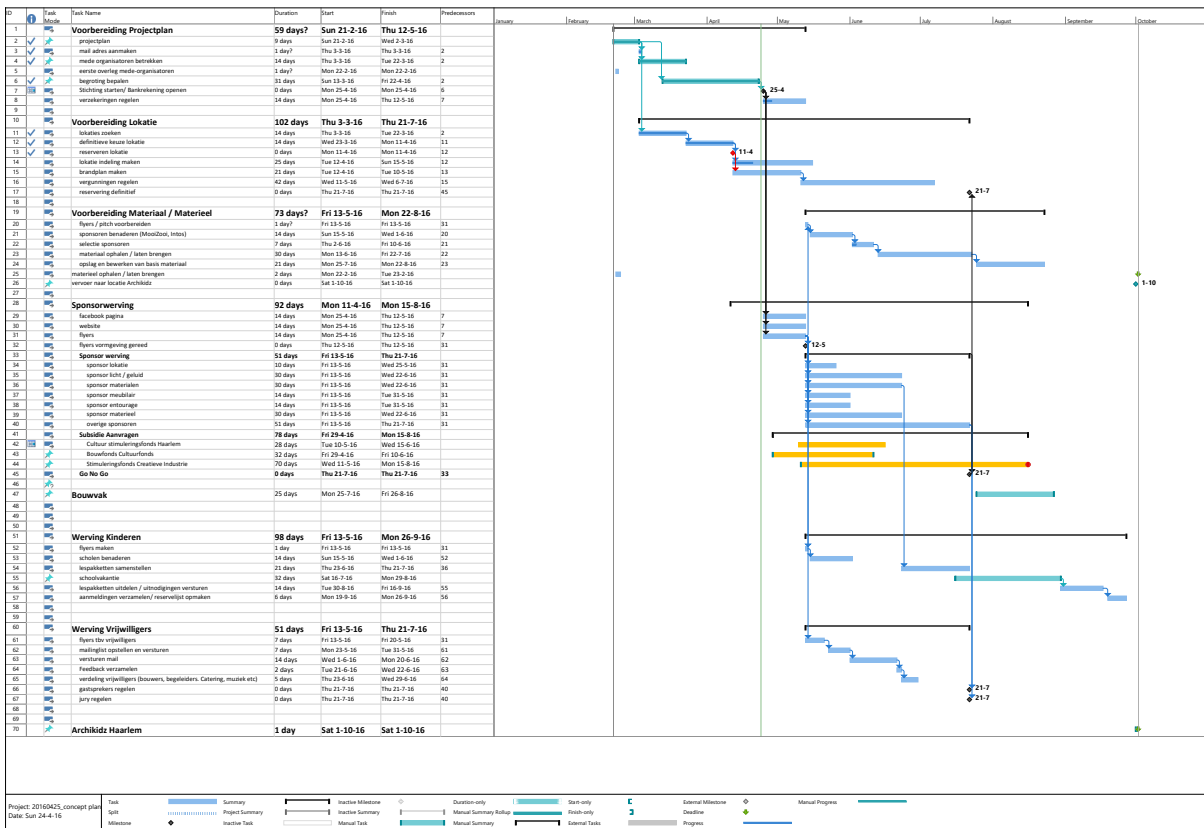 ID Task Mode Task Name Duration Start Finish Predecessors January February March April May June July August September October
1 Voorbereiding Projectplan 59 days? Sun 21-2-16 Thu 12-5-16
2 projectplan 9 days Sun 21-2-16 Wed 2-3-16
3 mail adres aanmaken 1 day? Thu 3-3-16 Thu 3-3-16 2
4 mede organisatoren betrekken 14 days Thu 3-3-16 Tue 22-3-16 2
5 eerste overleg mede-organisatoren 1 day? Mon 22-2-16 Mon 22-2-16
6 begroting bepalen 31 days Sun 13-3-16 Fri 22-4-16 2
7 Stichting starten/ Bankrekening openen 0 days Mon 25-4-16 Mon 25-4-16 6 25-4
8 verzekeringen regelen 14 days Mon 25-4-16 Thu 12-5-16 7
9
10 Voorbereiding Lokatie 102 days Thu 3-3-16 Thu 21-7-16
11 lokaties zoeken 14 days Thu 3-3-16 Tue 22-3-16 2
12 definitieve keuze lokatie 14 days Wed 23-3-16 Mon 11-4-16 11
13 reserveren lokatie 0 days Mon 11-4-16 Mon 11-4-16 12 11-4
14 lokatie indeling maken 25 days Tue 12-4-16 Sun 15-5-16 12
15 brandplan maken 21 days Tue 12-4-16 Tue 10-5-16 13
16 vergunningen regelen 42 days Wed 11-5-16 Wed 6-7-16 15
17 reservering definitief 0 days Thu 21-7-16 Thu 21-7-16 45 21-7
18
19 Voorbereiding Materiaal / Materieel 73 days? Fri 13-5-16 Mon 22-8-16
20 flyers / pitch voorbereiden 1 day? Fri 13-5-16 Fri 13-5-16 31
21 sponsoren benaderen (MooiZooi, Intos) 14 days Sun 15-5-16 Wed 1-6-16 20
22 selectie sponsoren 7 days Thu 2-6-16 Fri 10-6-16 21
23 materiaal ophalen / laten brengen 30 days Mon 13-6-16 Fri 22-7-16 22
24 opslag en bewerken van basis materiaal 21 days Mon 25-7-16 Mon 22-8-16 23
25 materieel ophalen / laten brengen 2 days Mon 22-2-16 Tue 23-2-16
26 vervoer naar locatie Archikidz 0 days Sat 1-10-16 Sat 1-10-16 1-10
27
28 Sponsorwerving 92 days Mon 11-4-16 Mon 15-8-16
29 facebook pagina 14 days Mon 25-4-16 Thu 12-5-16 7
30 website 14 days Mon 25-4-16 Thu 12-5-16 7
31 flyers 14 days Mon 25-4-16 Thu 12-5-16 7
32 flyers vormgeving gereed 0 days Thu 12-5-16 Thu 12-5-16 31 12-5
33 Sponsor werving 51 days Fri 13-5-16 Thu 21-7-16
34 sponsor lokatie 10 days Fri 13-5-16 Wed 25-5-16 31
35 sponsor licht / geluid 30 days Fri 13-5-16 Wed 22-6-16 31
36 sponsor materialen 30 days Fri 13-5-16 Wed 22-6-16 31
37 sponsor meubilair 14 days Fri 13-5-16 Tue 31-5-16 31
38 sponsor entourage 14 days Fri 13-5-16 Tue 31-5-16 31
39 sponsor materieel 30 days Fri 13-5-16 Wed 22-6-16 31
40 overige sponsoren 51 days Fri 13-5-16 Thu 21-7-16 31
41 Subsidie Aanvragen 78 days Fri 29-4-16 Mon 15-8-16
42 Cultuur stimuleringsfonds Haarlem 28 days Tue 10-5-16 Wed 15-6-16
43 Bouwfonds Cultuurfonds 32 days Fri 29-4-16 Fri 10-6-16
44 Stimuleringsfonds Creatieve Industrie 70 days Wed 11-5-16 Mon 15-8-16
45 Go No Go 0 days Thu 21-7-16 Thu 21-7-16 33 21-7
46
47 Bouwvak 25 days Mon 25-7-16 Fri 26-8-16
48
49
50
51 Werving Kinderen 98 days Fri 13-5-16 Mon 26-9-16
52 flyers maken 1 day Fri 13-5-16 Fri 13-5-16 31
53 scholen benaderen 14 days Sun 15-5-16 Wed 1-6-16 52
54 lespakketten samenstellen 21 days Thu 23-6-16 Thu 21-7-16 36
55 schoolvakantie 32 days Sat 16-7-16 Mon 29-8-16
56 lespakketten uitdelen / uitnodigingen versturen 14 days Tue 30-8-16 Fri 16-9-16 55
57 aanmeldingen verzamelen/ reservelijst opmaken 6 days Mon 19-9-16 Mon 26-9-16 56
58
59
60 Werving Vrijwilligers 51 days Fri 13-5-16 Thu 21-7-16
61 flyers tbv vrijwilligers 7 days Fri 13-5-16 Fri 20-5-16 31
62 mailinglist opstellen en versturen 7 days Mon 23-5-16 Tue 31-5-16 61
63 versturen mail 14 days Wed 1-6-16 Mon 20-6-16 62
64 Feedback verzamelen 2 days Tue 21-6-16 Wed 22-6-16 63
65 verdeling vrijwilligers (bouwers, begeleiders. Catering, muziek etc) 5 days Thu 23-6-16 Wed 29-6-16 64
66 gastsprekers regelen 0 days Thu 21-7-16 Thu 21-7-16 40 21-7
67 jury regelen 0 days Thu 21-7-16 Thu 21-7-16 40 21-7
68
69
70 Archikidz Haarlem 1 day Sat 1-10-16 Sat 1-10-16
Project: 20160425_concept plan
Date: Sun 24-4-16
Task Summary Inactive Milestone Duration-only Start-only External Milestone Manual Progress
Split Project Summary Inactive Summary Manual Summary Rollup Finish-only Deadline
Milestone Inactive Task Manual Task Manual Summary External Tasks Progress